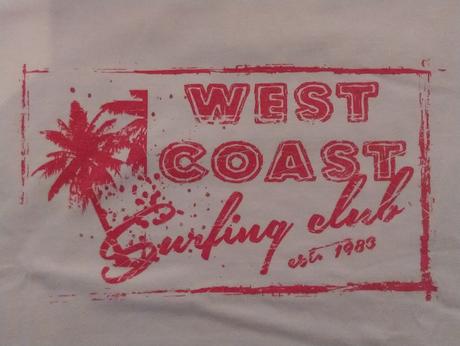 WEST
COAST
Surfing club
est. 1983